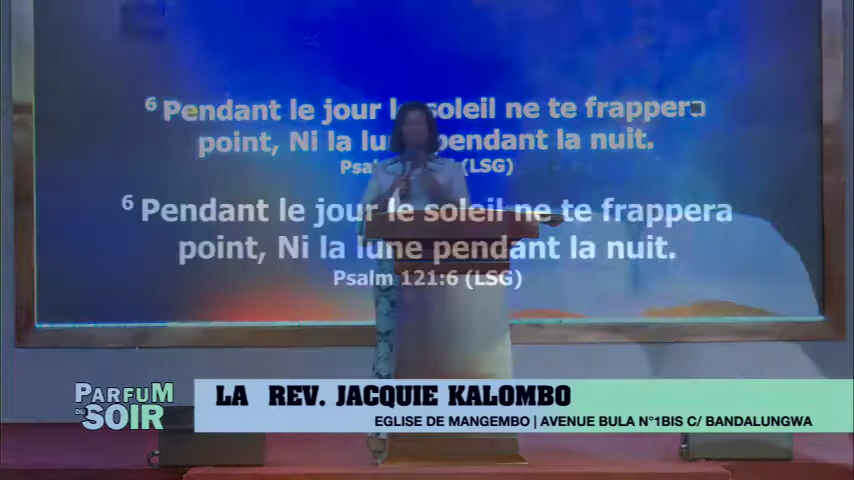 6 Pendant le jour le soleil ne te frappera
point, Ni la lune pendant la nuit.
(LSG)
6 Pendant le jour le soleil ne te frappera
point, Ni la lune pendant la nuit.
Psalm 121:6 (LSG)
PARFUM
DU
SOIR
LA REV. JACQUIE KALOMBO
EGLISE DE MANGEMBO | AVENUE BULA N°1BIS C/ BANDALUNGWA